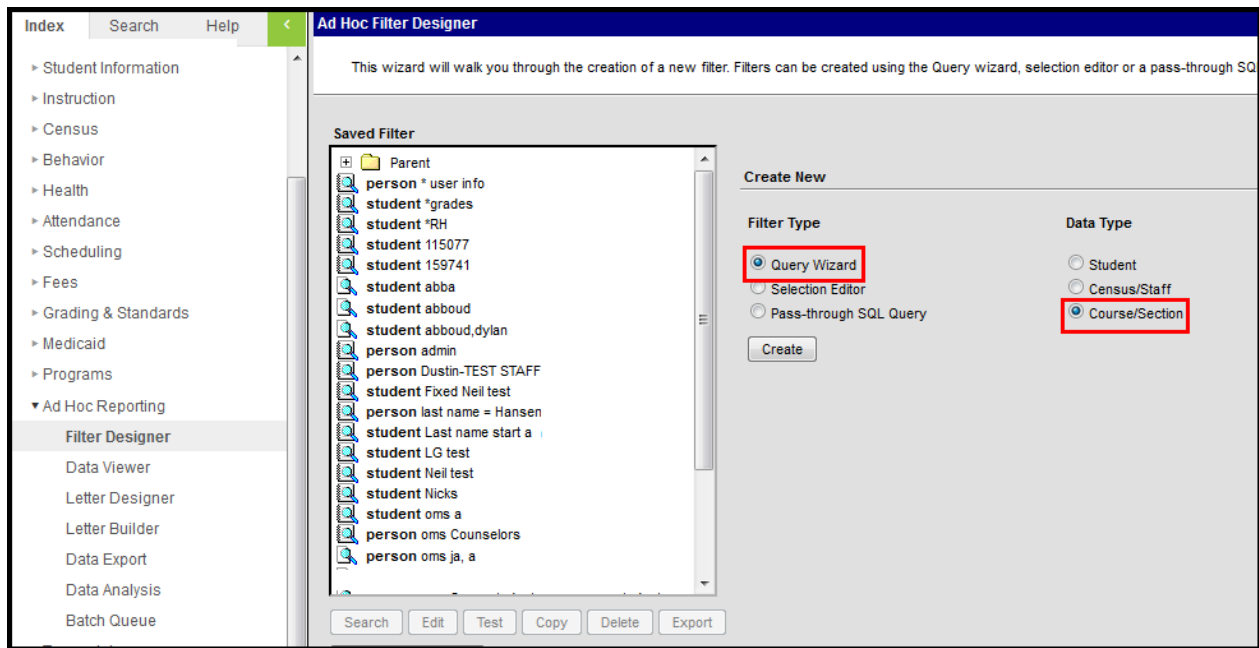 Index Search Help <
Student Information
Instruction
Census
Behavior
Health
Attendance
Scheduling
Fees
Grading & Standards
Medicaid
Programs
Ad Hoc Reporting
Filter Designer
Data Viewer
Letter Designer
Letter Builder
Data Export
Data Analysis
Batch Queue
Ad Hoc Filter Designer
This wizard will walk you through the creation of a new filter. Filters can be created using the Query wizard, selection editor or a pass-through SQ
Saved Filter
Parent
person * user info
student *grades
student *RH
student 115077
student 159741
student abba
student abboud
student abboud,dylan
person admin
person Dustin-TEST STAFF
student Fixed Neil test
person last name = Hansen
student Last name start a
student LG test
student Neil test
student Nicks
student oms a
person oms Counselors
person oms ja, a
Search Edit Test Copy Delete Export
Create New
Filter Type
Query Wizard
Selection Editor
Pass-through SQL Query
Create
Data Type
Student
Census/Staff
Course/Section